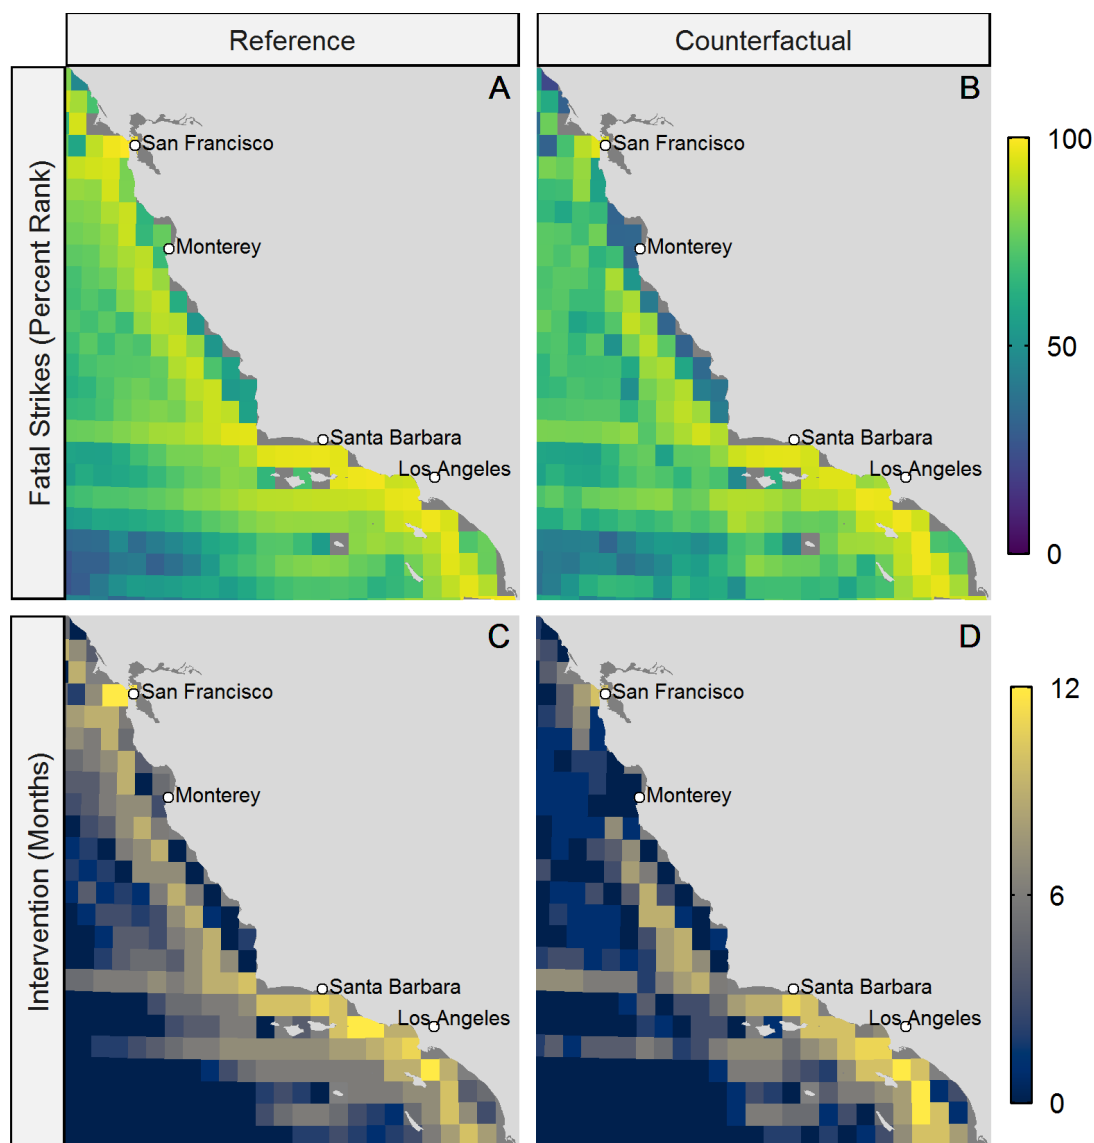 Reference
Counterfactual
Fatal Strikes (Percent Rank)
A
San Francisco
Monterey
Santa Barbara
Los Angeles
B
San Francisco
Monterey
Santa Barbara
Los Angeles
100
50
0
Intervention (Months)
C
San Francisco
Monterey
Santa Barbara
Los Angeles
D
San Francisco
Monterey
Santa Barbara
Los Angeles
12
6
0